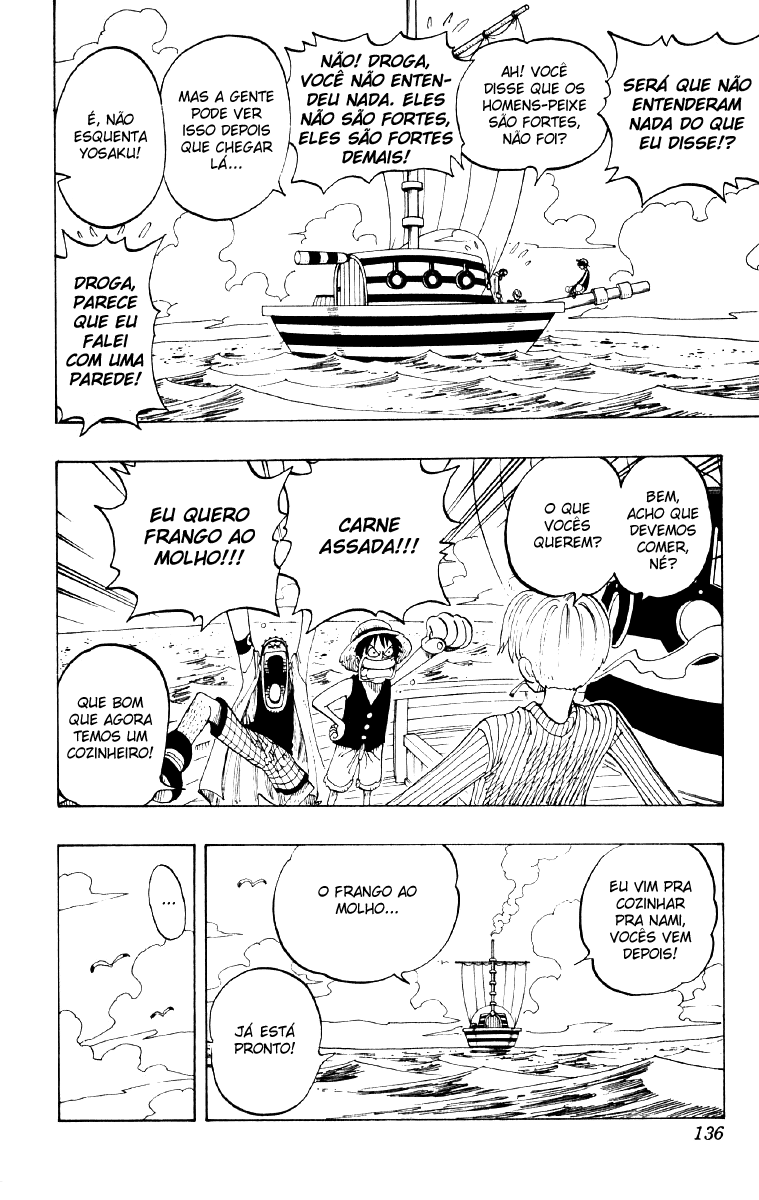 SERÁ QUE NÃO
ENTENDERAM
NADA DO QUE
EU DISSE!?
AH! VOCÊ
DISSE QUE OS
HOMENS-PEIXE
SÃO FORTES,
NÃO FOI?
NÃO! DROGA,
VOCÊ NÃO ENTEN-
DEU NADA. ELES
NÃO SÃO FORTES,
ELES SÃO FORTES
DEMAIS!
MAS A GENTE
PODE VER
ISSO DEPOIS
QUE CHEGAR
LÁ...
É, NÃO
ESQUENTA
YOSAKU!
DROGA,
PARECE
QUE EU
FALEI
COM UMA
PAREDE!
BEM,
ACHO QUE
DEVEMOS
COMER,
NÉ?
O QUE
VOCÊS
QUEREM?
CARNE
ASSADA!!!
EU QUERO
FRANGO AO
MOLHO!!!
QUE BOM
QUE AGORA
TEMOS UM
COZINHEIRO!
EU VIM PRA
COZINHAR
PRA NAMI,
VOCÊS VEM
DEPOIS!
O FRANGO AO
MOLHO...
JÁ ESTÁ
PRONTO!
...
136